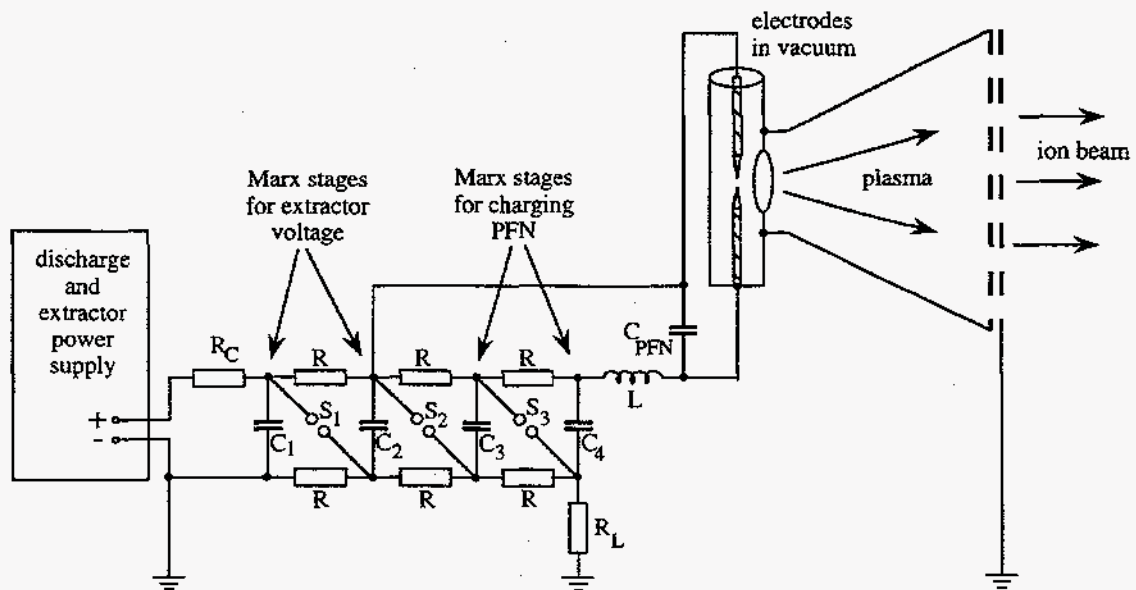 electrodes
in vacuum
ion beam
plasma
Marx stages
for extractor
voltage
Marx stages
for charging
PFN
discharge
and
extractor
power
supply
+
-
R_C
R
R
R
C_PFN
L
S_1
S_2
S_3
C_1
C_2
C_3
C_4
R
R
R
R_L